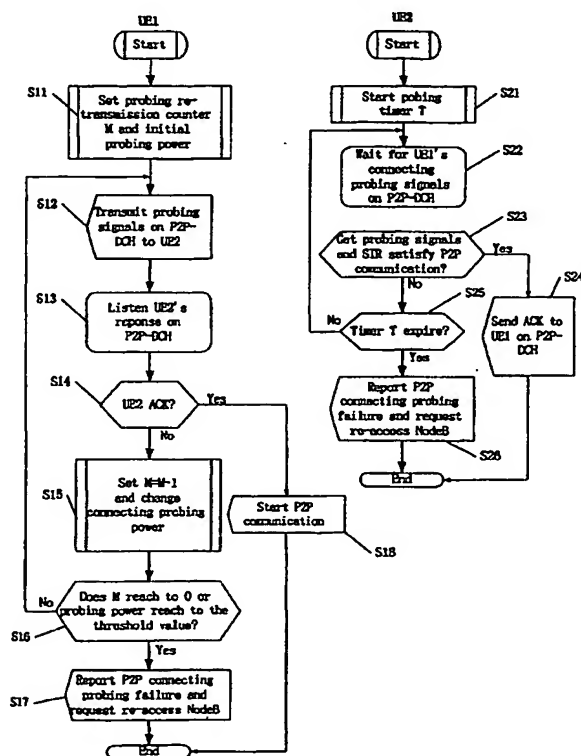 UE1
Start
S11
Set probing re-
transmission counter
M and initial
probing power
S12
Transmit probing
signals on P2P-
DCH to UE2
S13
Listen UE2's
reponse on
P2P-DCH
S14
UE2 ACK?
Yes
No
S15
Set M=M-1
and change
connecting probing
power
Start P2P
comunication
S18
No
Does M reach to 0 or
probing power reach to the
threshold value?
S16
Yes
S17
Report P2P connecting
probing failure and
request re-access NodeB
End
UE2
Start
Start pobing
timer T
S21
Wait for UE1's
connecting
probing signals
on P2P-DCH
S22
S23
Get probing signals
and SIR satisfy P2P
comunication?
Yes
No
S24
Send ACK to
UE1 on P2P-
DCH
S25
No
Timer T expire?
Yes
Report P2P
connecting probing
failure and request
re-access NodeB
S26
End